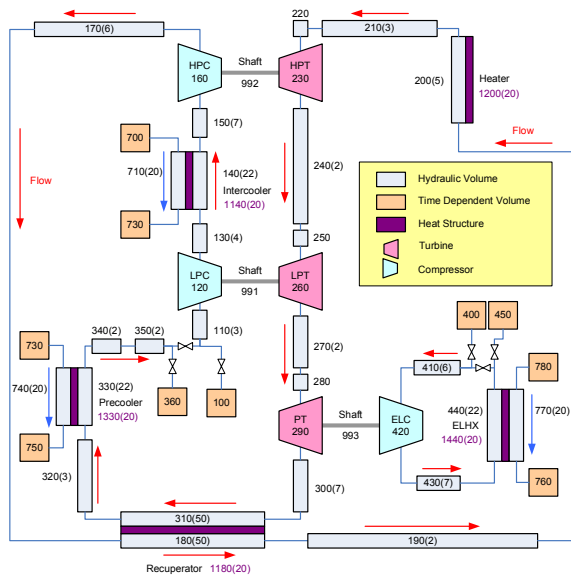 170(6)
220
210(3)
HPC
160
Shaft
992
HPT
230
200(5)
Heater
1200(20)
150(7)
700
710(20)
140(22)
Intercooler
1140(20)
730
Flow
Flow
240(2)
Hydraulic Volume
Time Dependent Volume
Heat Structure
Turbine
Compressor
130(4)
250
LPC
120
Shaft
991
LPT
260
400
450
110(3)
340(2)
350(2)
270(2)
410(6)
730
780
740(20)
330(22)
Precooler
1330(20)
360
100
280
PT
290
Shaft
993
ELC
420
440(22)
ELHX
1440(20)
770(20)
750
320(3)
300(7)
430(7)
760
310(50)
180(50)
190(2)
Recuperator 1180(20)